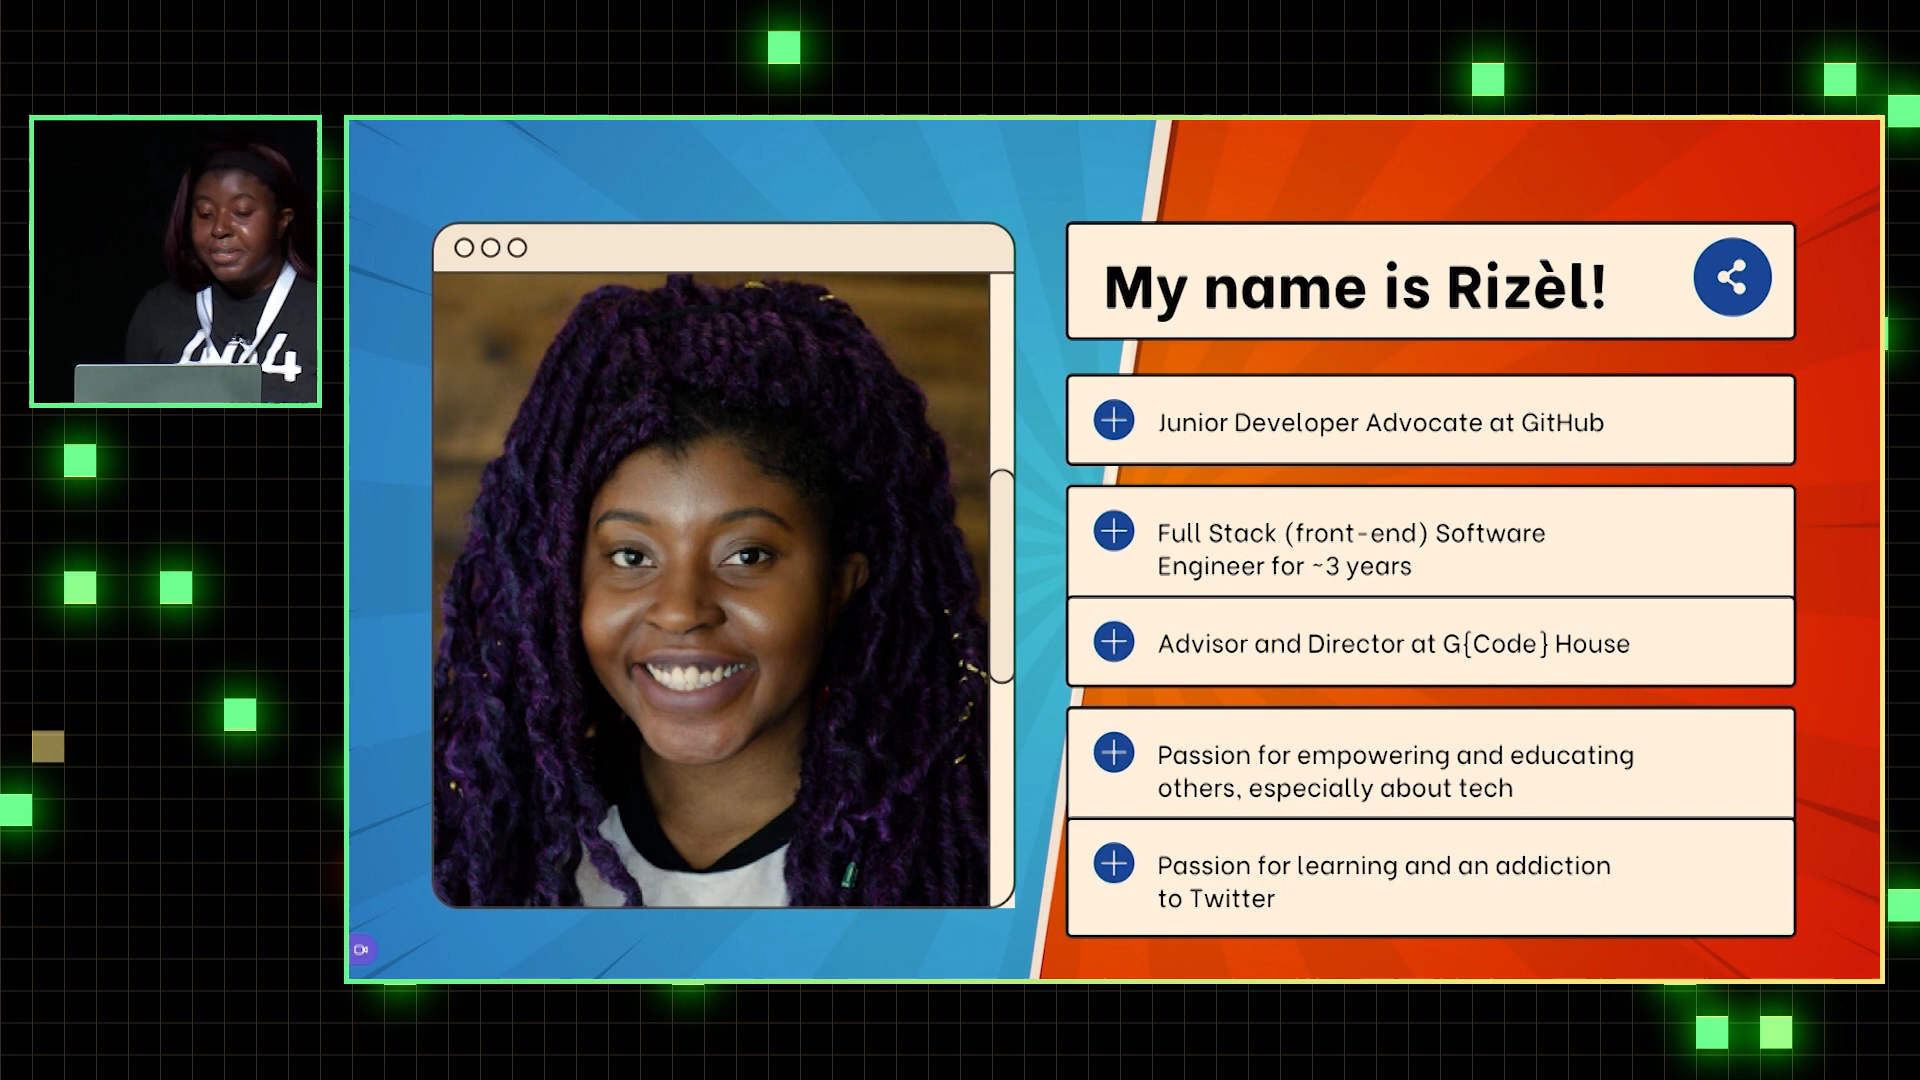 My name is Rizèl!
Junior Developer Advocate at GitHub
Full Stack (front-end) Software
Engineer for ~3 years
Advisor and Director at G{Code} House
Passion for empowering and educating
others, especially about tech
Passion for learning and an addiction
to Twitter